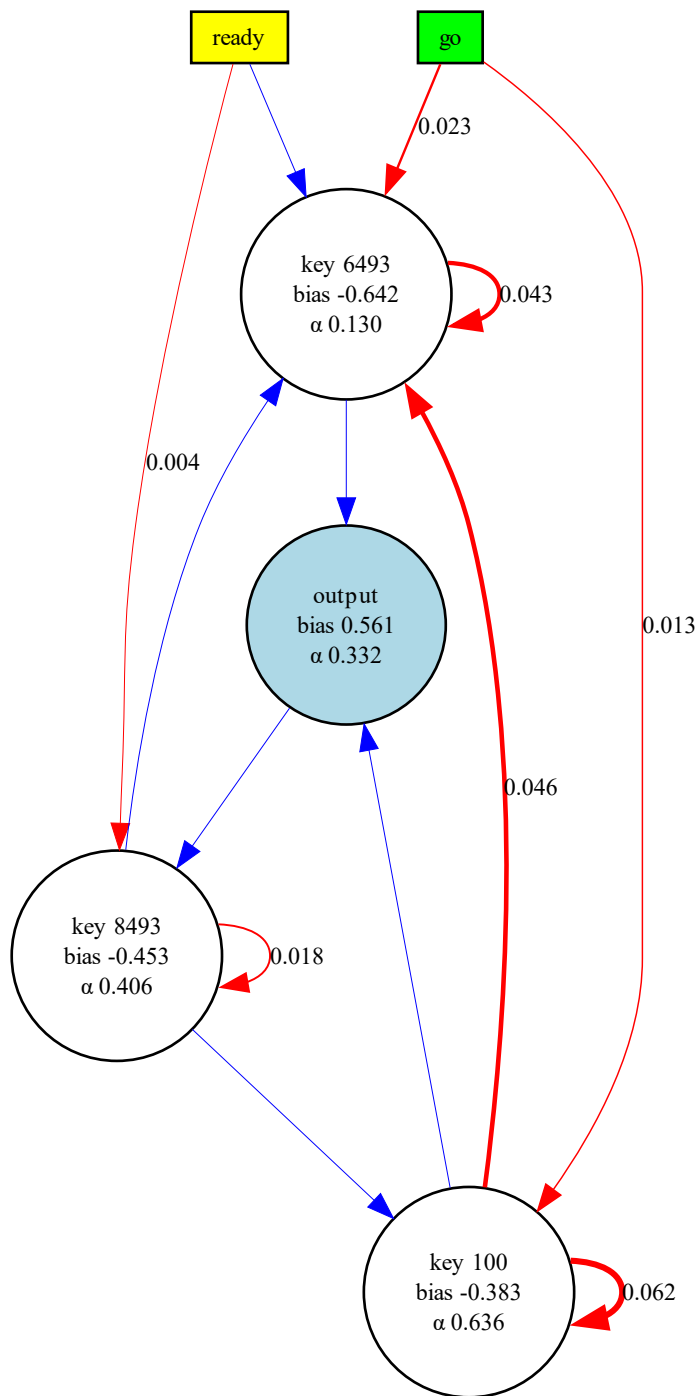 ready
go
0.023
key 6493
bias -0.642
α 0.130
0.043
0.004
output
bias 0.561
α 0.332
0.013
0.046
key 8493
bias -0.453
α 0.406
0.018
key 100
bias -0.383
α 0.636
0.062